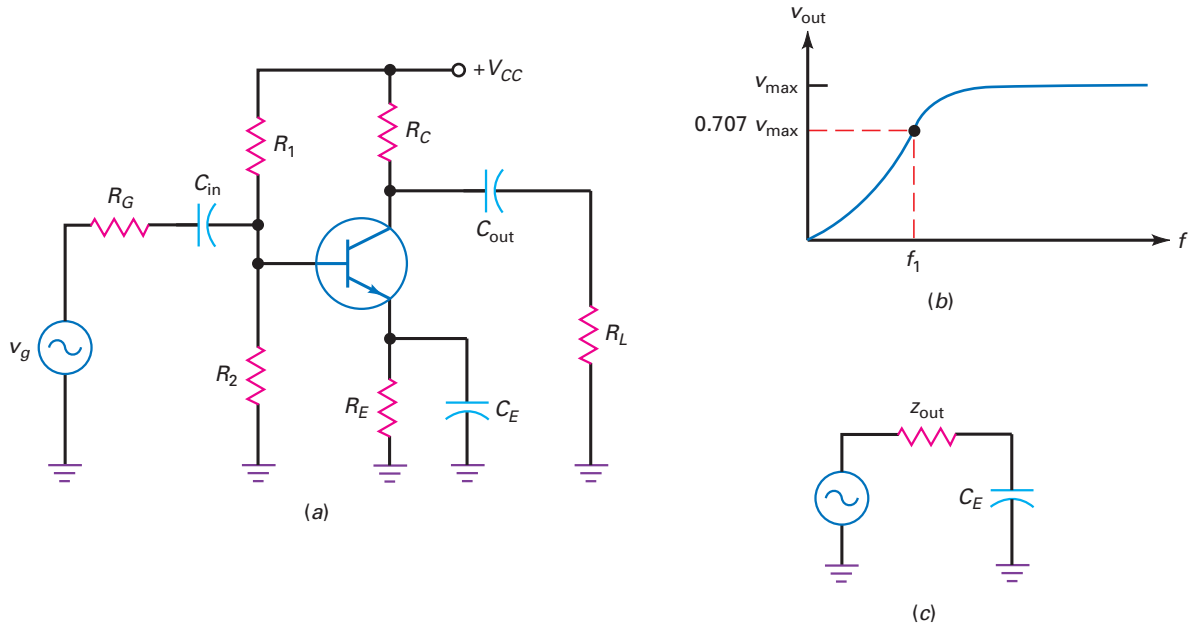 +V_CC
R_1
R_C
R_G
C_in
C_out
v_g
R_2
R_E
C_E
R_L
(a)
v_out
v_max
0.707 v_max
f_1
f
(b)
z_out
C_E
(c)